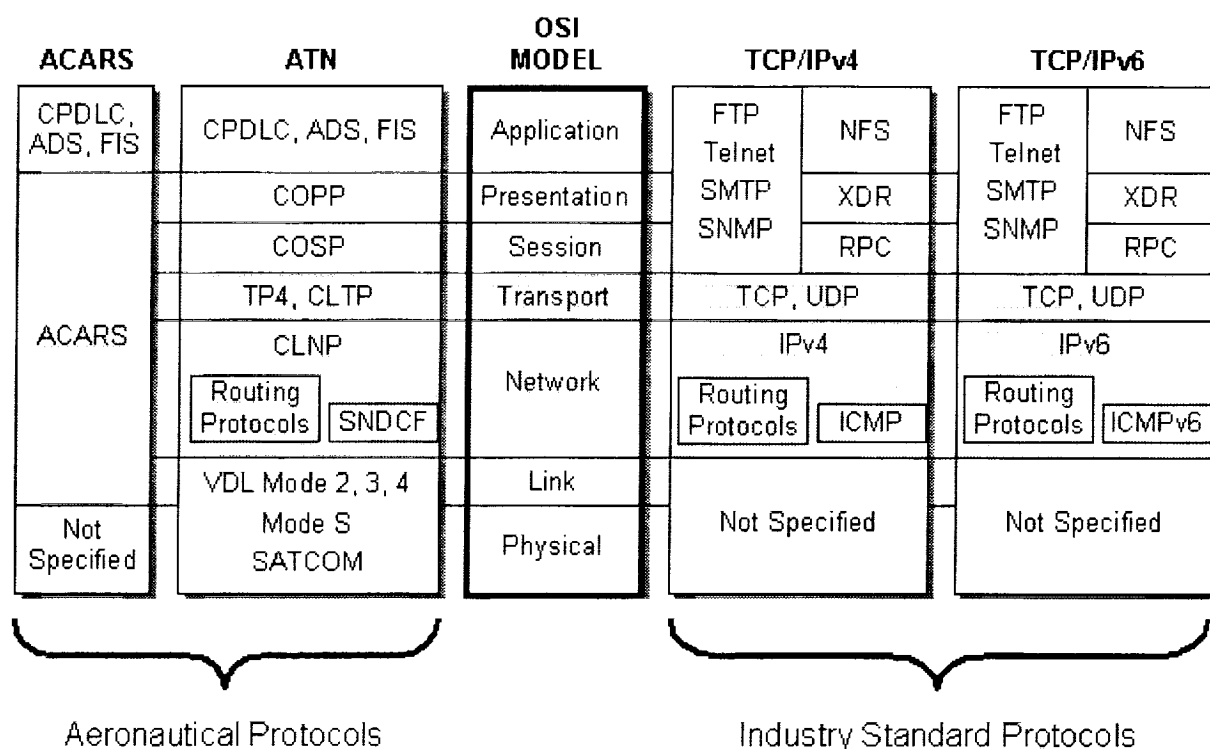 ACARS
ATN
OSI
MODEL
TCP/IPv4
TCP/IPv6
CPDLC,
ADS, FIS
ACARS
Not
Specified
CPDLC, ADS, FIS
COPP
COSP
TP4, CLTP
CLNP
Routing
Protocols
SNDCF
VDL Mode 2, 3, 4
Mode S
SATCOM
Application
Presentation
Session
Transport
Network
Link
Physical
FTP
Telnet
SMTP
SNMP
NFS
XDR
RPC
TCP, UDP
IPv4
Routing
Protocols
ICMP
Not Specified
FTP
Telnet
SMTP
SNMP
NFS
XDR
RPC
TCP, UDP
IPv6
Routing
Protocols
ICMPv6
Not Specified
Aeronautical Protocols
Industry Standard Protocols